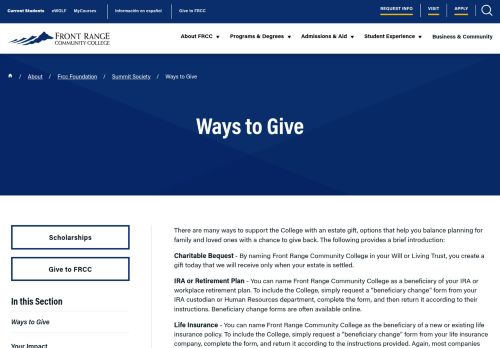 Current Students eWOLF MyCourses Información en español Give to FRCC REQUEST INFO VISIT APPLY
FRONT RANGE
COMMUNITY COLLEGE
About FRCC Programs & Degrees Admissions & Aid Student Experience Business & Community
/ About / Frcc Foundation / Summit Society / Ways to Give
Ways to Give
Scholarships
Give to FRCC
In this Section
Ways to Give
Your Impact
There are many ways to support the College with an estate gift, options that help you balance planning for
family and loved ones with a chance to give back. The following provides a brief introduction:
Charitable Bequest - By naming Front Range Community College in your Will or Living Trust, you create a
gift today that we will receive only when your estate is settled.
IRA or Retirement Plan - You can name Front Range Community College as a beneficiary of your IRA or
workplace retirement plan. To include the College, simply request a "beneficiary change" form from your
IRA custodian or Human Resources department, complete the form, and then return it according to their
instructions. Beneficiary change forms are often available online.
Life Insurance - You can name Front Range Community College as the beneficiary of a new or existing life
insurance policy. To include the College, simply request a "beneficiary change" form from your life insurance
company, complete the form, and return it according to the instructions provided. Again, most companies